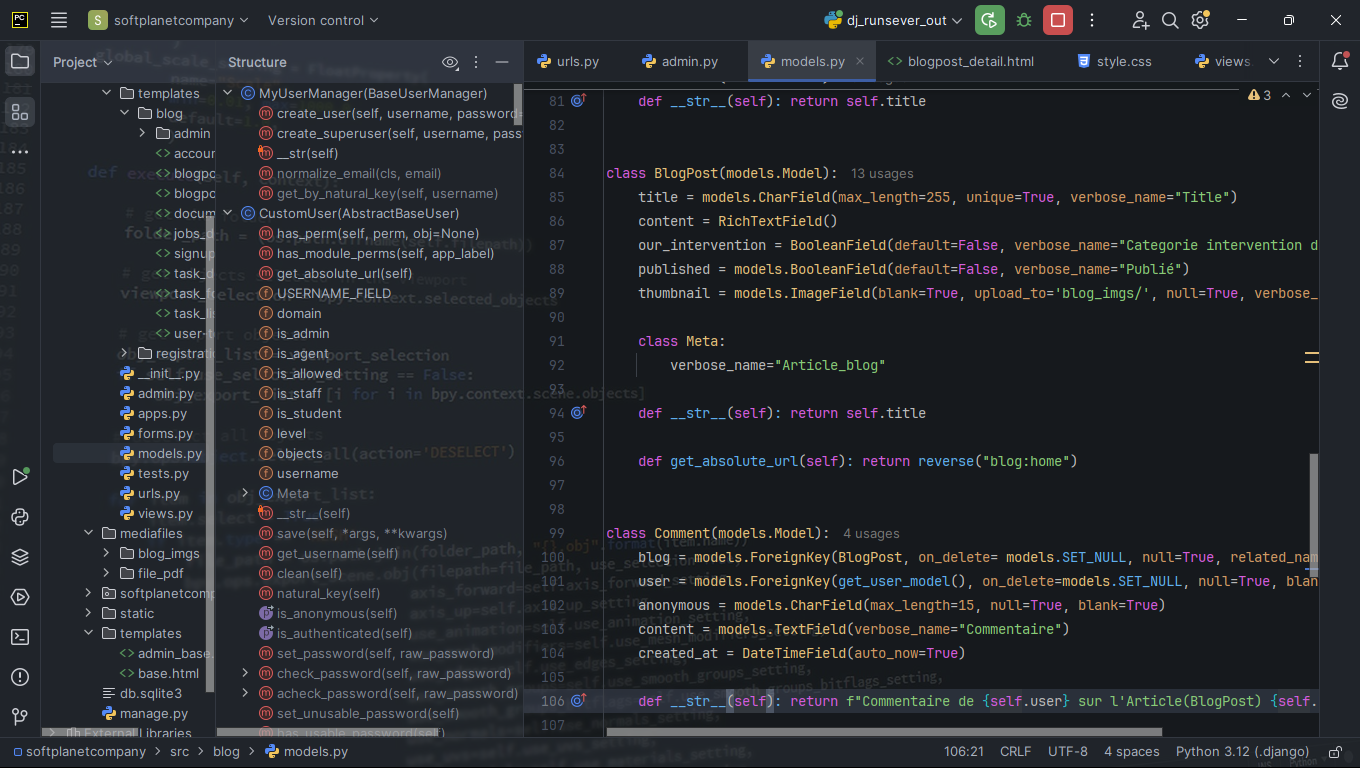 PC
S softplanetcompany
Version control
dj_runsever_out
Project
templates
blog
admin
accour
blogpo
blogpo
docum
jobs_d
signup
task_d
task_fo
task_lis
user-t
registratio
__init__.py
admin.py
apps.py
forms.py
models.py
tests.py
urls.py
views.py
mediafiles
blog_imgs
file_pdf
softplanetcomp
static
templates
admin_base.
base.html
db.sqlite3
manage.py
External Libraries
Structure
MyUserManager(BaseUserManager)
create_user(self, username, password=
create_superuser(self, username, pass
__str(self)
normalize_email(cls, email)
get_by_natural_key(self, username)
CustomUser(AbstractBaseUser)
has_perm(self, perm, obj=None)
has_module_perms(self, app_label)
get_absolute_url(self)
USERNAME_FIELD
domain
is_admin
is_agent
is_allowed
is_staff
is_student
level
objects
username
Meta
__str__(self)
save(self, *args, **kwargs)
get_username(self)
clean(self)
natural_key(self)
is_anonymous(self)
is_authenticated(self)
set_password(self, raw_password)
check_password(self, raw_password)
acheck_password(self, raw_password)
set_unusable_password(self)
has_usable_password(self)
urls.py
admin.py
models.py
blogpost_detail.html
style.css
views.
3
81 def __str__(self): return self.title
82
83
84 class BlogPost(models.Model): 13 usages
85 title = models.CharField(max_length=255, unique=True, verbose_name="Title")
86 content = RichTextField()
87 our_intervention = BooleanField(default=False, verbose_name="Categorie intervention d
88 published = models.BooleanField(default=False, verbose_name="Publié")
89 thumbnail = models.ImageField(blank=True, upload_to='blog_imgs/', null=True, verbose_
90
91 class Meta:
92 verbose_name="Article_blog"
93
94 def __str__(self): return self.title
95
96 def get_absolute_url(self): return reverse("blog:home")
97
98
99 class Comment(models.Model): 4 usages
100 blog = models.ForeignKey(BlogPost, on_delete= models.SET_NULL, null=True, related_nam
101 user = models.ForeignKey(get_user_model(), on_delete=models.SET_NULL, null=True, blan
102 anonymous = models.CharField(max_length=15, null=True, blank=True)
103 content = models.TextField(verbose_name="Commentaire")
104 created_at = DateTimeField(auto_now=True)
105
106 def __str__(self): return f"Commentaire de {self.user} sur l'Article(BlogPost) {self.
107
softplanetcompany > src > blog > models.py
106:21 CRLF UTF-8 4 spaces Python 3.12 (.django)